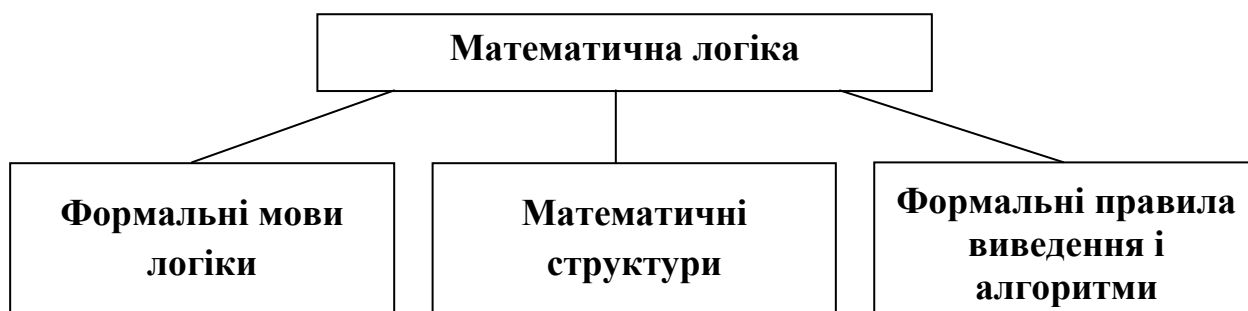 Математична логіка
Формальні мови
логіки
Математичні
структури
Формальні правила
виведення і
алгоритми